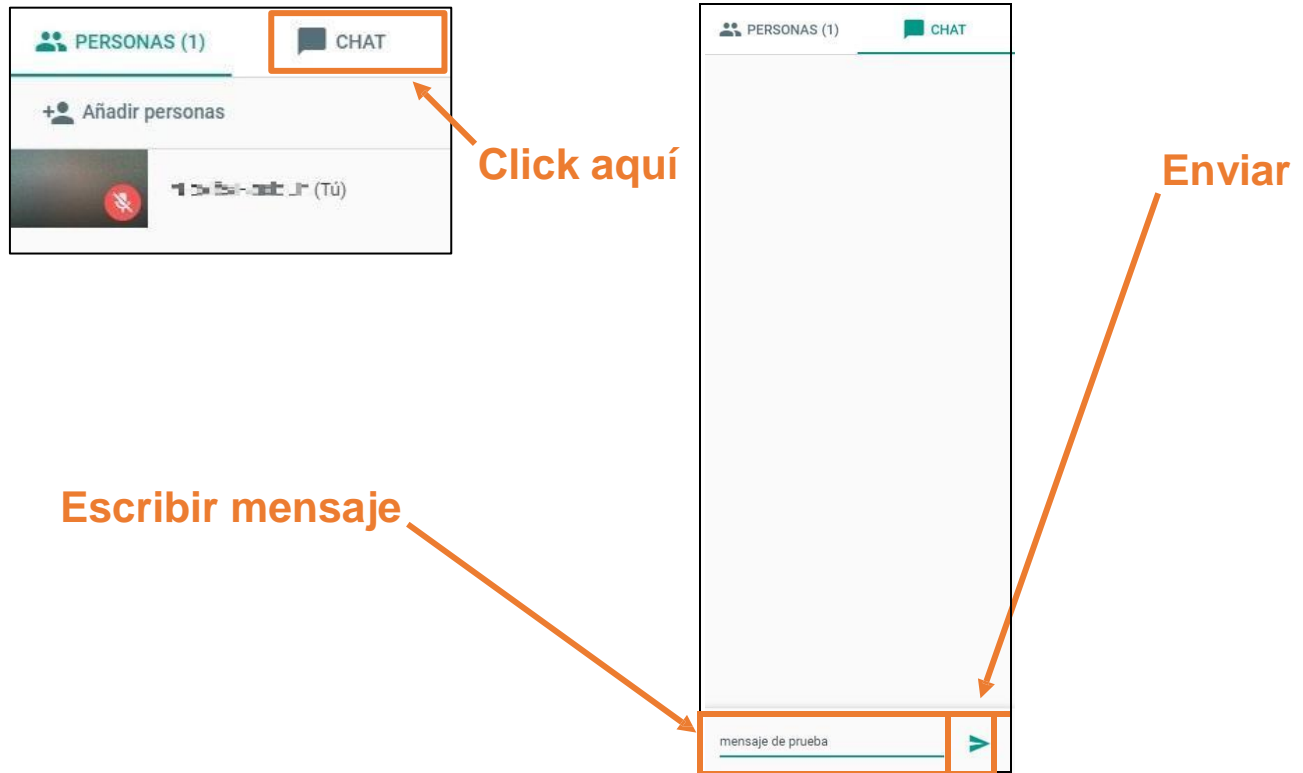 PERSONAS (1) CHAT
Añadir personas
(Tú)
Click aquí
PERSONAS (1) CHAT
Enviar
Escribir mensaje
mensaje de prueba